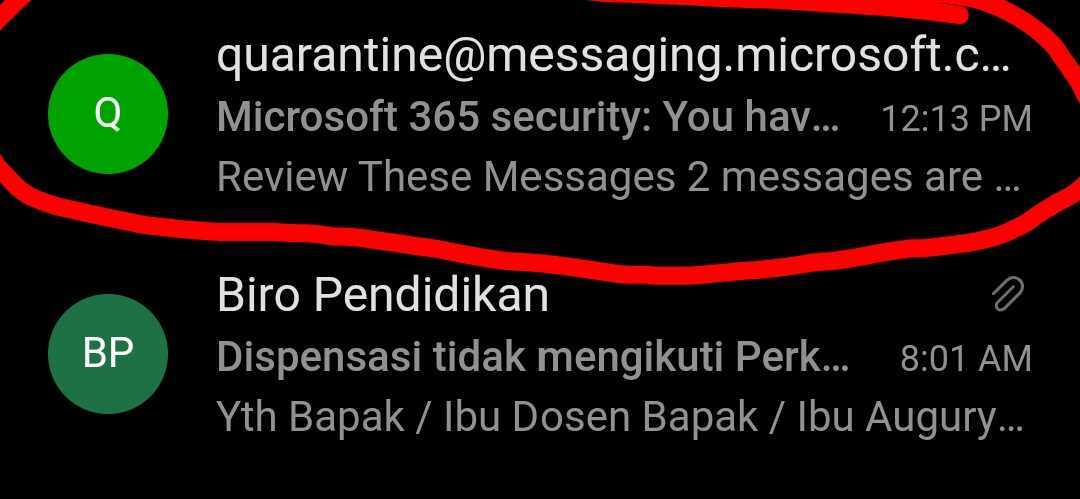 quarantine@messaging.microsoft.c...
Q
Microsoft 365 security: You hav... 12:13 PM
Review These Messages 2 messages are ...
Biro Pendidikan
BP
Dispensasi tidak mengikuti Perk... 8:01 AM
Yth Bapak / Ibu Dosen Bapak / Ibu Augury...